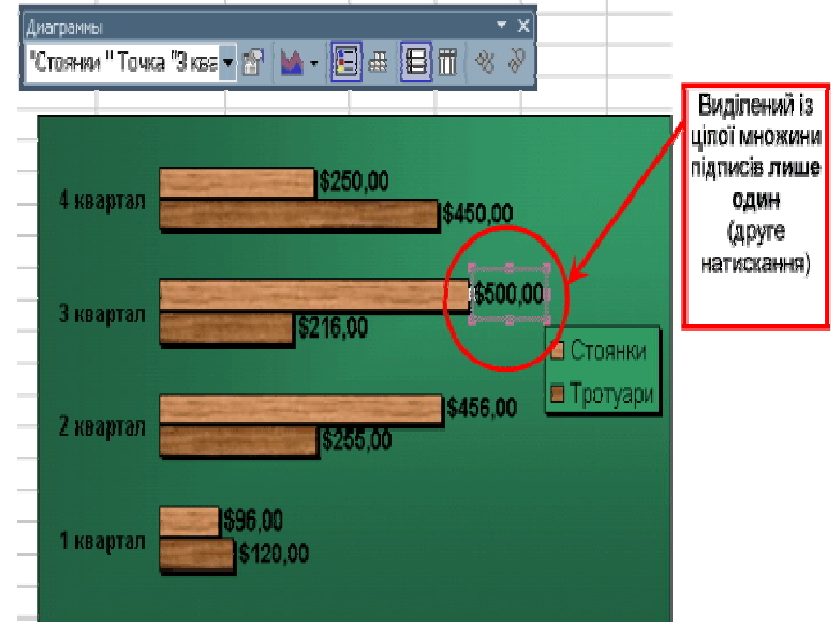 Диаграммы
"Стоянки " Точка "3 ква
Виділений із
цілої множини
підписів лише
один
(друге
натискання)
4 квартал
$250,00
$450,00
3 квартал
$500,00
$216,00
Стоянки
Тротуари
2 квартал
$456,00
$255,00
1 квартал
$96,00
$120,00